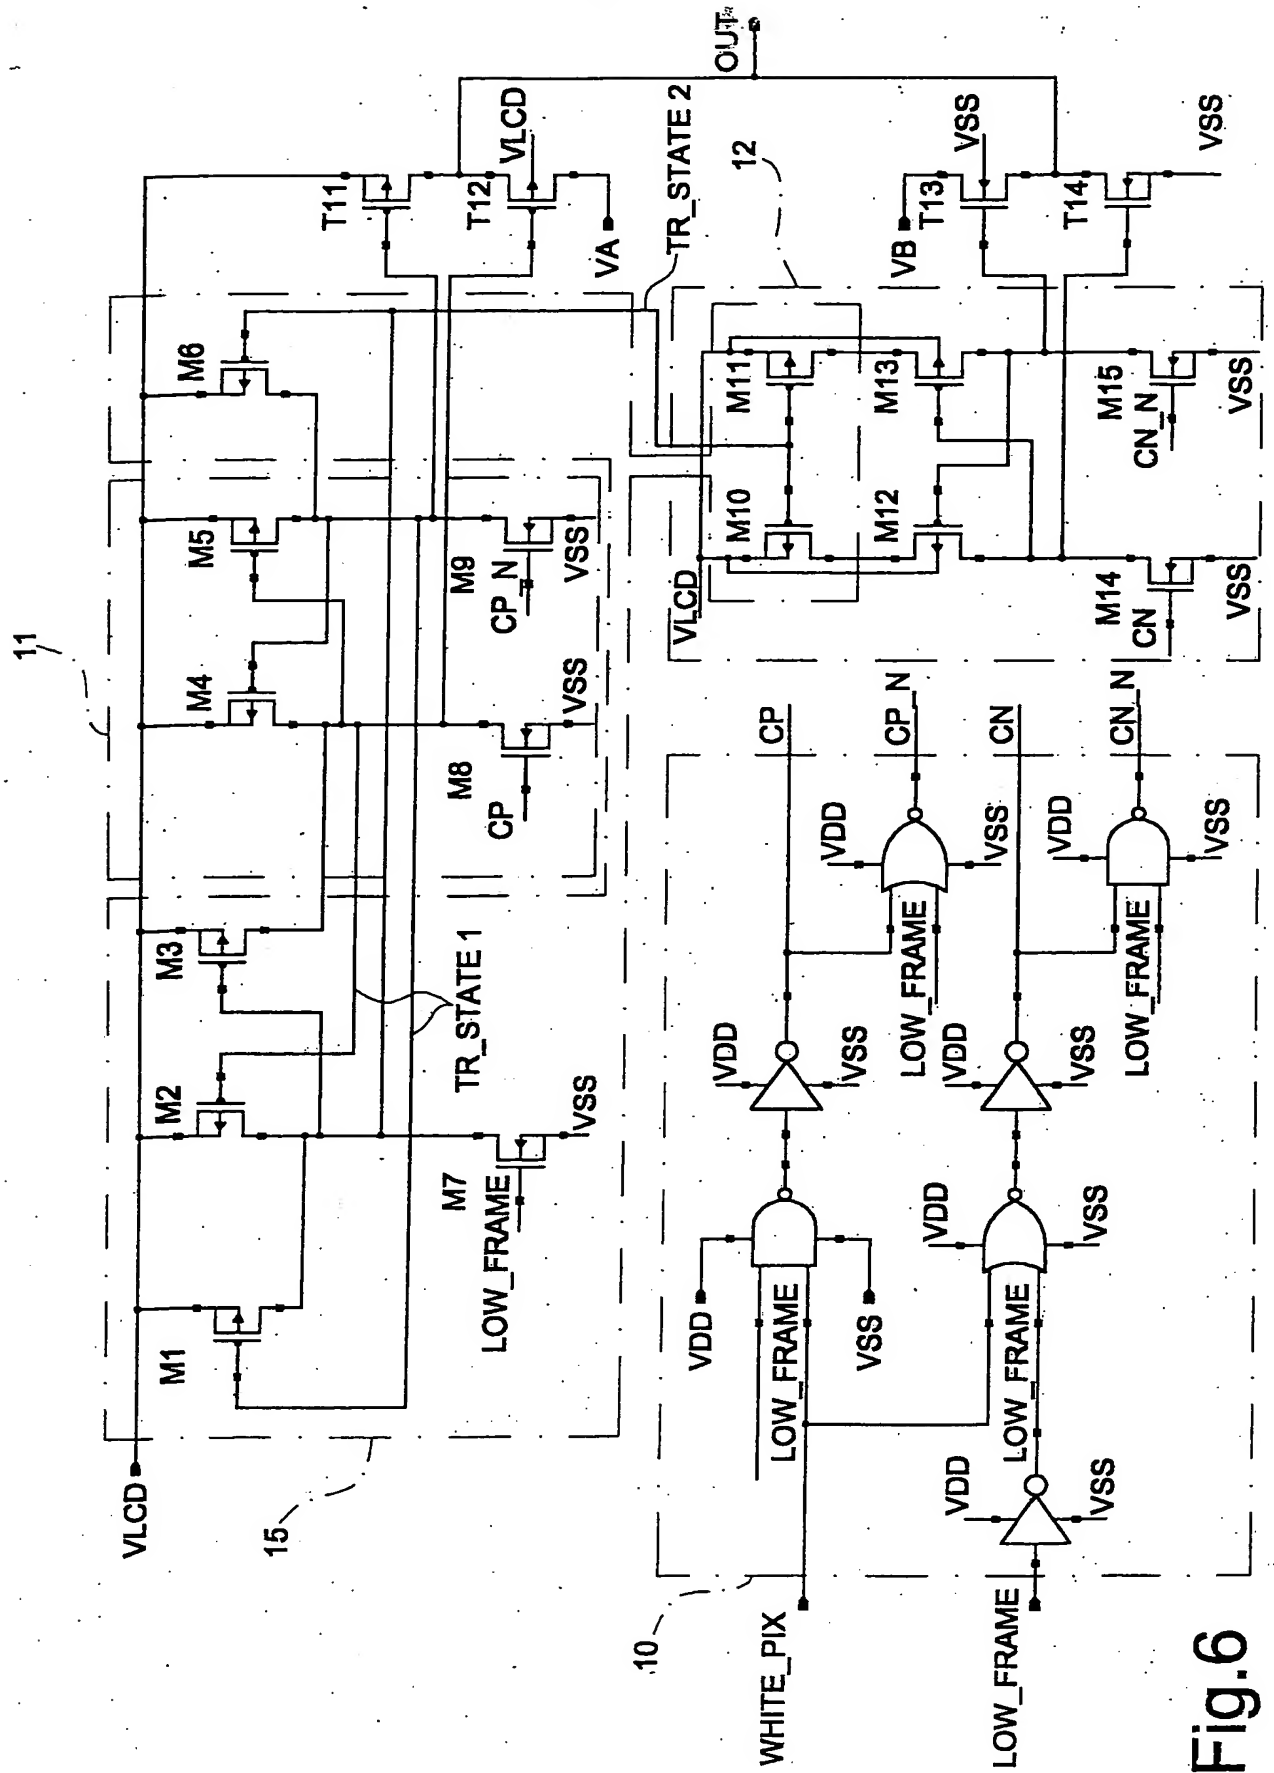 VLCD
15
M1
M2
M3
11
M4
M5
M6
T11
T12
VLCD
VA
OUT
TR_STATE 1
TR_STATE 2
M7
LOW_FRAME
VSS
M8
CP
VSS
M9
CP_N
VSS
12
VLCD
M10
M11
M12
M13
M14
CN
VSS
M15
CN_N
VSS
VB
T13
VSS
T14
VSS
10
WHITE_PIX
LOW_FRAME
VDD
VSS
LOW_FRAME
VDD
VSS
LOW_FRAME
VDD
VSS
VDD
VSS
VDD
VSS
LOW_FRAME
VDD
VSS
LOW_FRAME
VDD
VSS
CP
CP_N
CN
CN_N
Fig.6